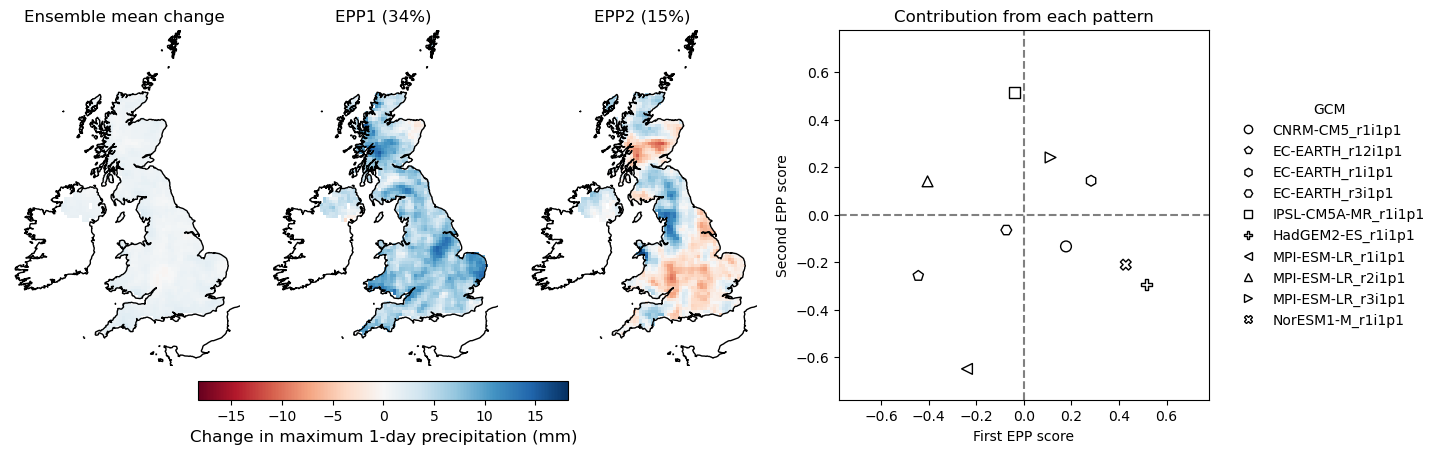 Ensemble mean change
EPP1 (34%)
EPP2 (15%)
−15 −10 −5 0 5 10 15
Change in maximum 1-day precipitation (mm)
Contribution from each pattern
Second EPP score
0.6
0.4
0.2
0.0
−0.2
−0.4
−0.6
−0.6 −0.4 −0.2 0.0 0.2 0.4 0.6
First EPP score
GCM
CNRM-CM5_r1i1p1
EC-EARTH_r12i1p1
EC-EARTH_r1i1p1
EC-EARTH_r3i1p1
IPSL-CM5A-MR_r1i1p1
HadGEM2-ES_r1i1p1
MPI-ESM-LR_r1i1p1
MPI-ESM-LR_r2i1p1
MPI-ESM-LR_r3i1p1
NorESM1-M_r1i1p1